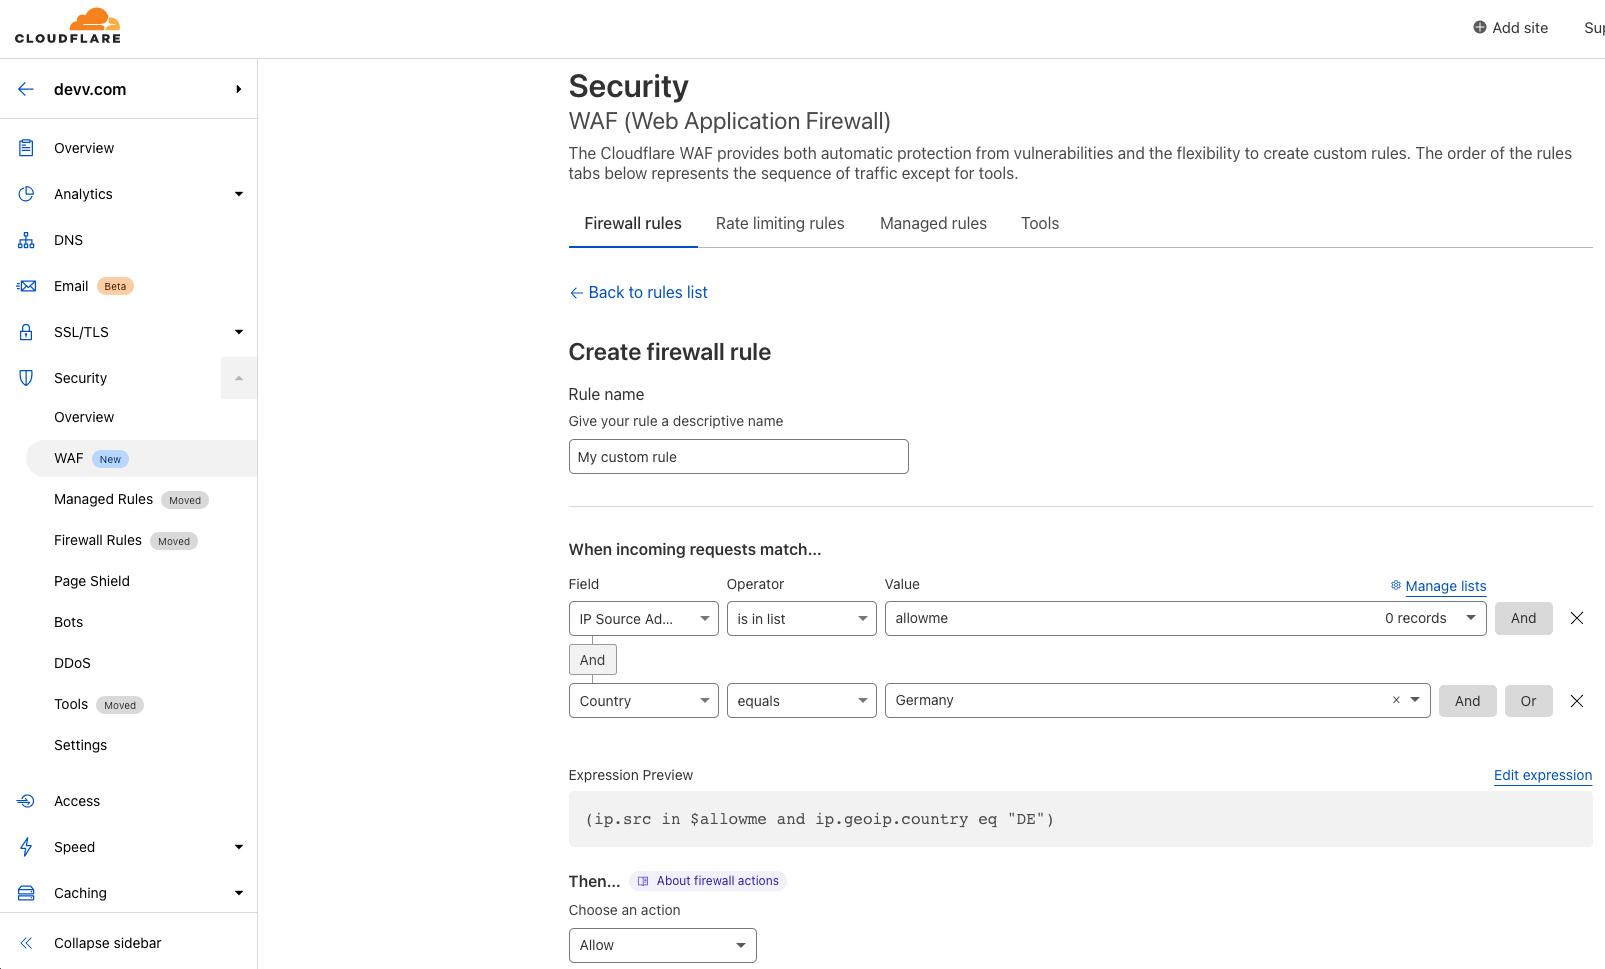 CLOUDFLARE
Add site
devv.com
Overview
Analytics
DNS
Email Beta
SSL/TLS
Security
Overview
WAF New
Managed Rules Moved
Firewall Rules Moved
Page Shield
Bots
DDoS
Tools Moved
Settings
Access
Speed
Caching
Collapse sidebar
Security
WAF (Web Application Firewall)
The Cloudflare WAF provides both automatic protection from vulnerabilities and the flexibility to create custom rules. The order of the rules
tabs below represents the sequence of traffic except for tools.
Firewall rules Rate limiting rules Managed rules Tools
Back to rules list
Create firewall rule
Rule name
Give your rule a descriptive name
My custom rule
When incoming requests match...
Field Operator Value Manage lists
IP Source Ad... is in list allowme 0 records And
And
Country equals Germany × And Or
Expression Preview Edit expression
(ip.src in $allowme and ip.geoip.country eq "DE")
Then... About firewall actions
Choose an action
Allow